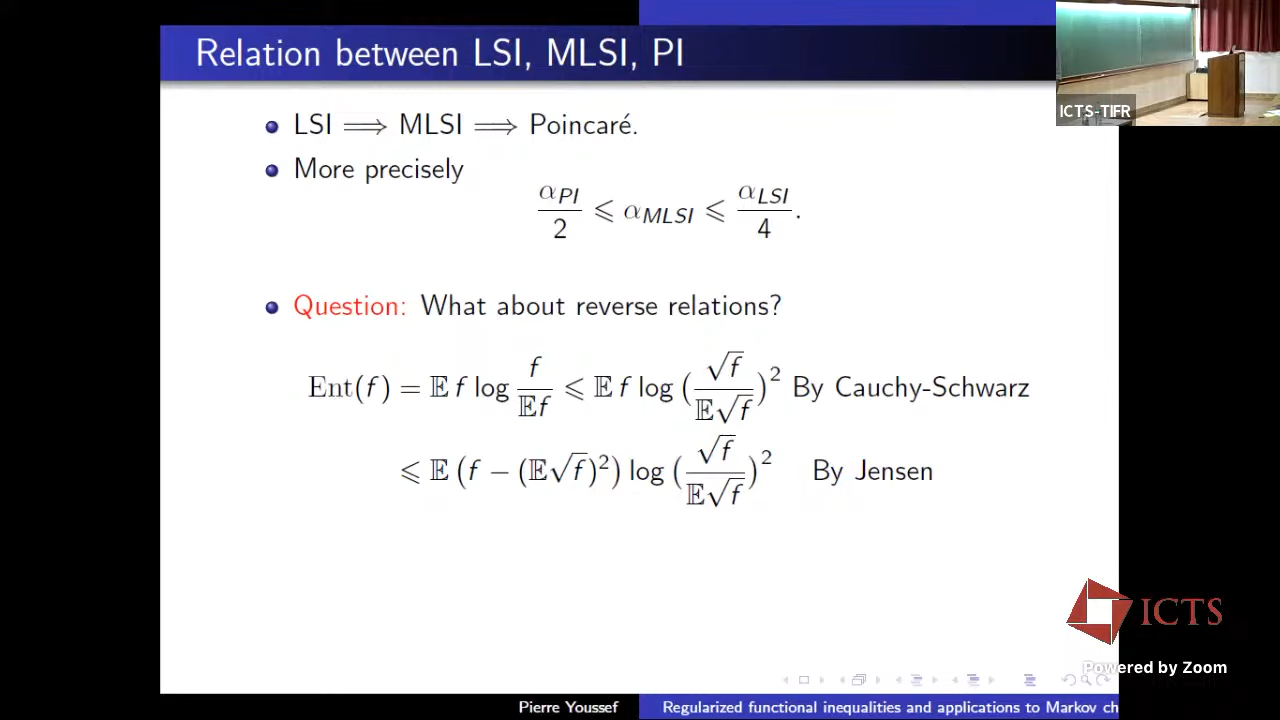 Relation between LSI, MLSI, PI
ICTS-TIFR
LSI ⟹ MLSI ⟹ Poincaré.
More precisely
α_PI / 2 ⩽ α_MLSI ⩽ α_LSI / 4 .
Question: What about reverse relations?
Ent(f) = 𝔼 f log f/𝔼f ⩽ 𝔼 f log (√f / 𝔼√f)² By Cauchy-Schwarz
⩽ 𝔼 (f − (𝔼√f)²) log (√f / 𝔼√f)² By Jensen
ICTS
Powered by Zoom
Pierre Youssef Regularized functional inequalities and applications to Markov ch